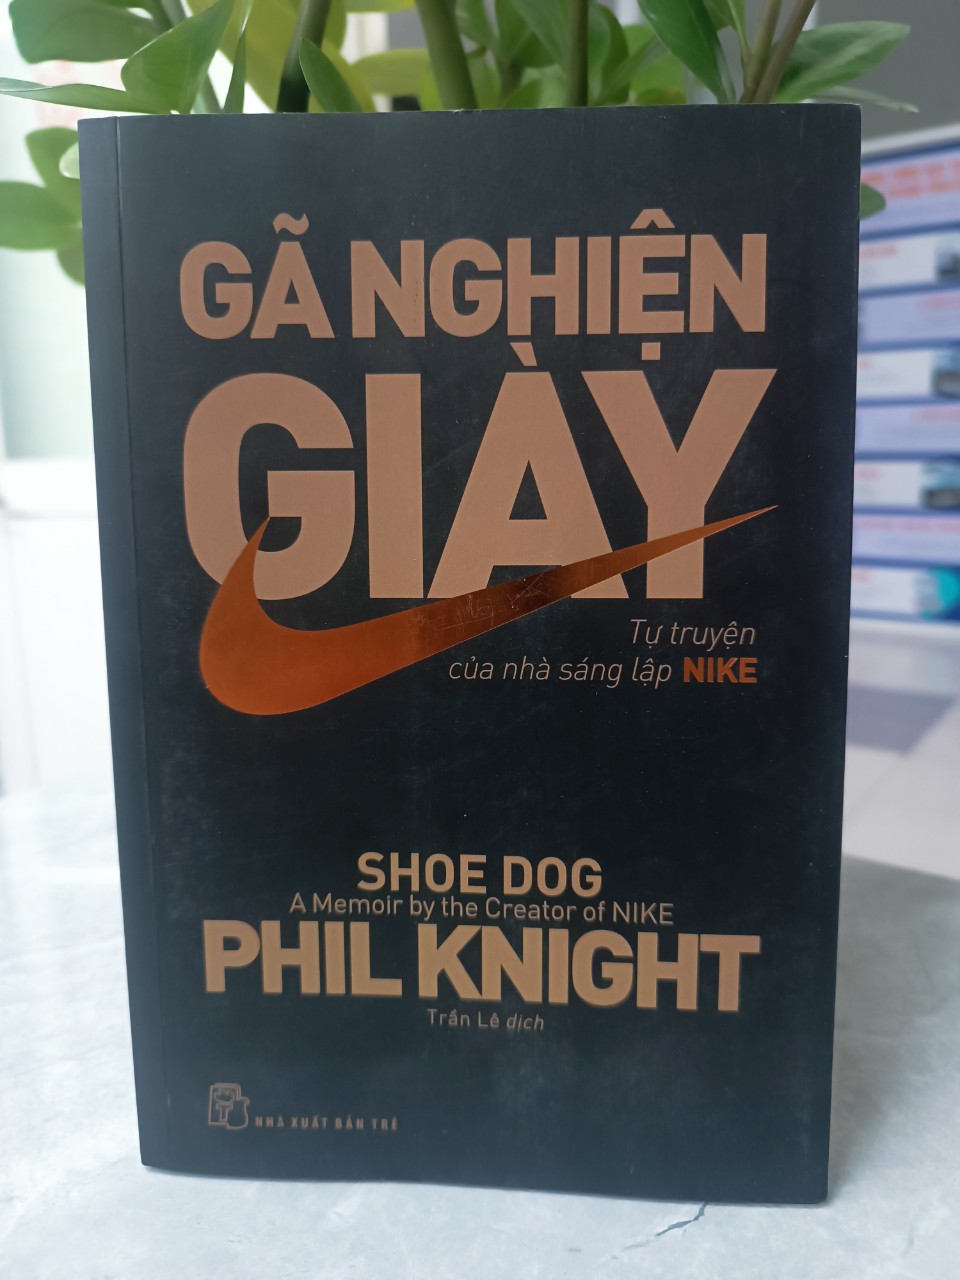 GÃ NGHIỆN
GIÀY
Tự truyện
của nhà sáng lập NIKE
SHOE DOG
A Memoir by the Creator of NIKE
PHIL KNIGHT
Trần Lê dịch
NHÀ XUẤT BẢN TRẺ